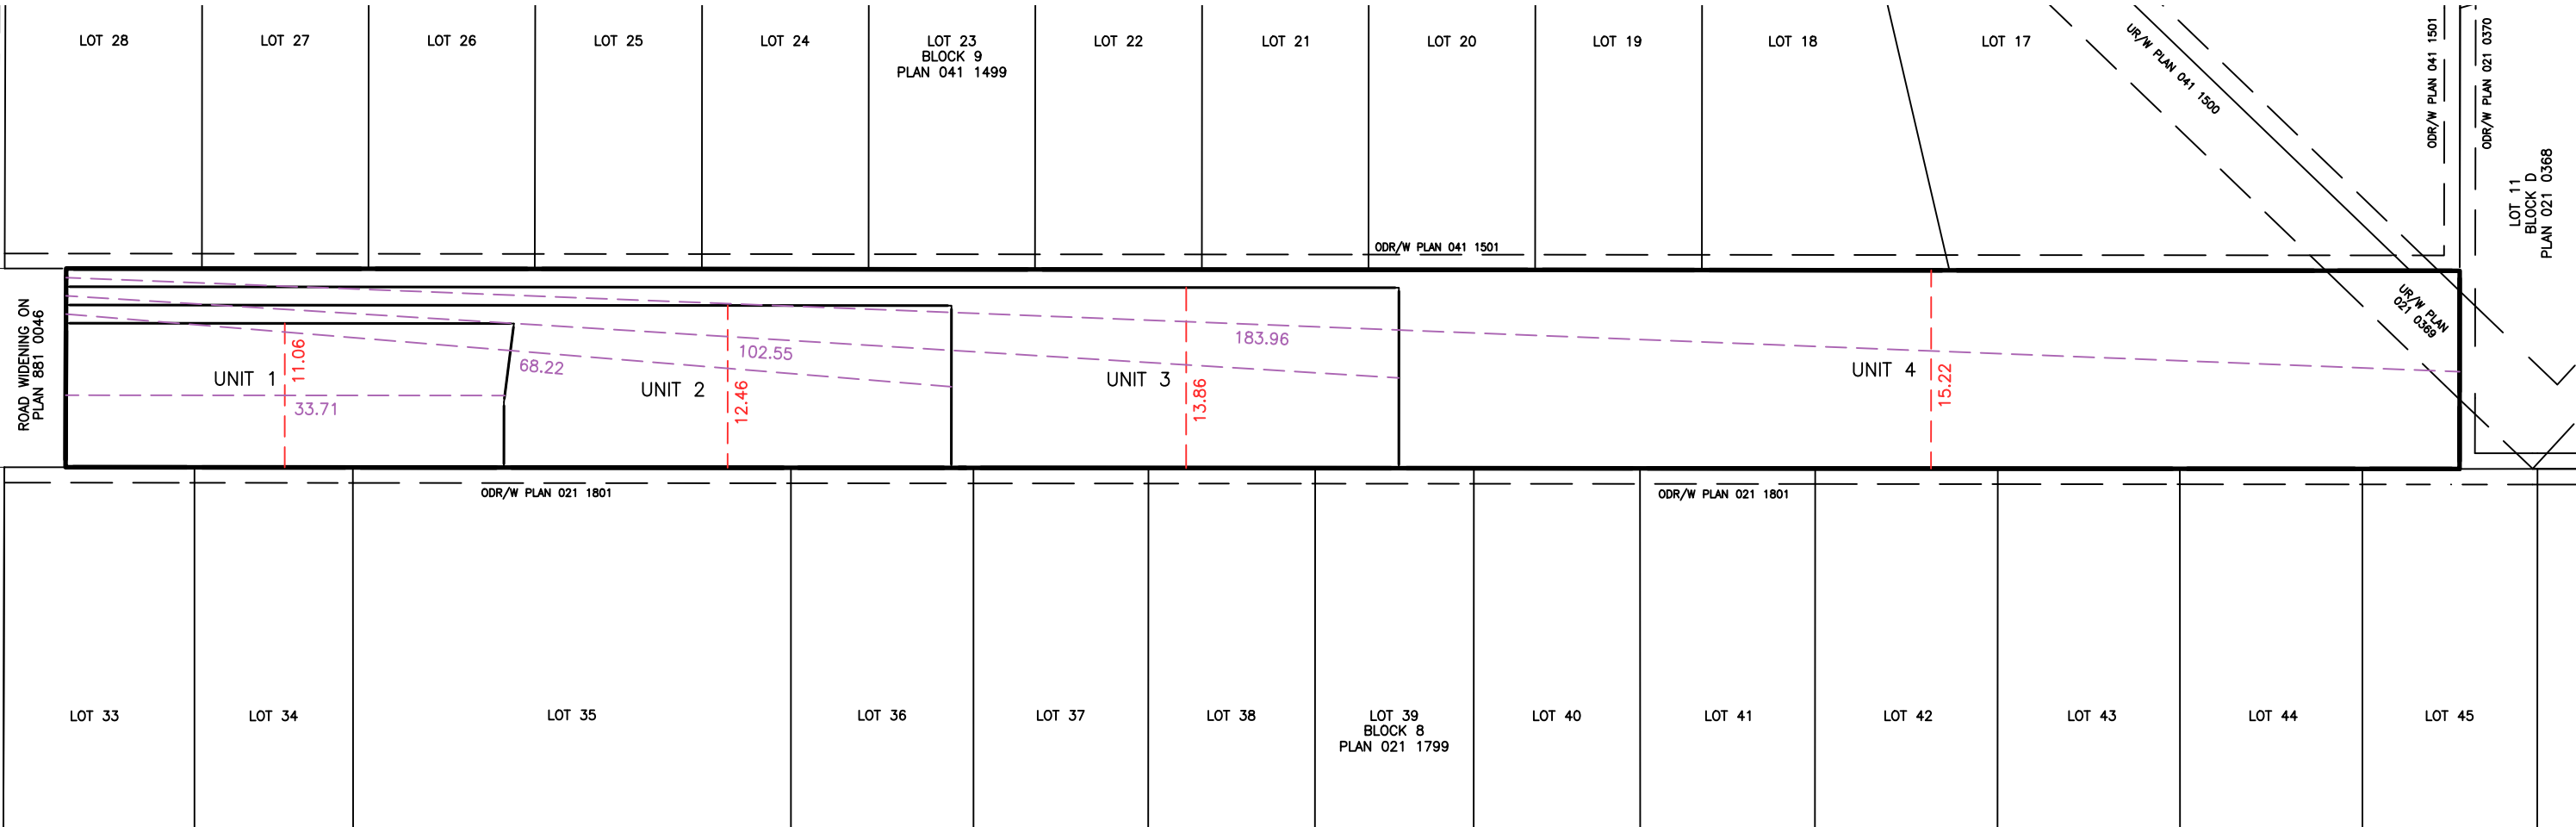 LOT 28
LOT 27
LOT 26
LOT 25
LOT 24
LOT 23
BLOCK 9
PLAN 041 1499
LOT 22
LOT 21
LOT 20
LOT 19
LOT 18
LOT 17
UR/W PLAN 041 1500
ODR/W PLAN 041 1501
ODR/W PLAN 021 0370
LOT 11
BLOCK D
PLAN 021 0368
ODR/W PLAN 041 1501
UR/W PLAN
021 0369
ROAD WIDENING ON
PLAN 881 0046
UNIT 1
11.06
33.71
68.22
UNIT 2
102.55
12.46
UNIT 3
13.86
183.96
UNIT 4
15.22
ODR/W PLAN 021 1801
ODR/W PLAN 021 1801
LOT 33
LOT 34
LOT 35
LOT 36
LOT 37
LOT 38
LOT 39
BLOCK 8
PLAN 021 1799
LOT 40
LOT 41
LOT 42
LOT 43
LOT 44
LOT 45